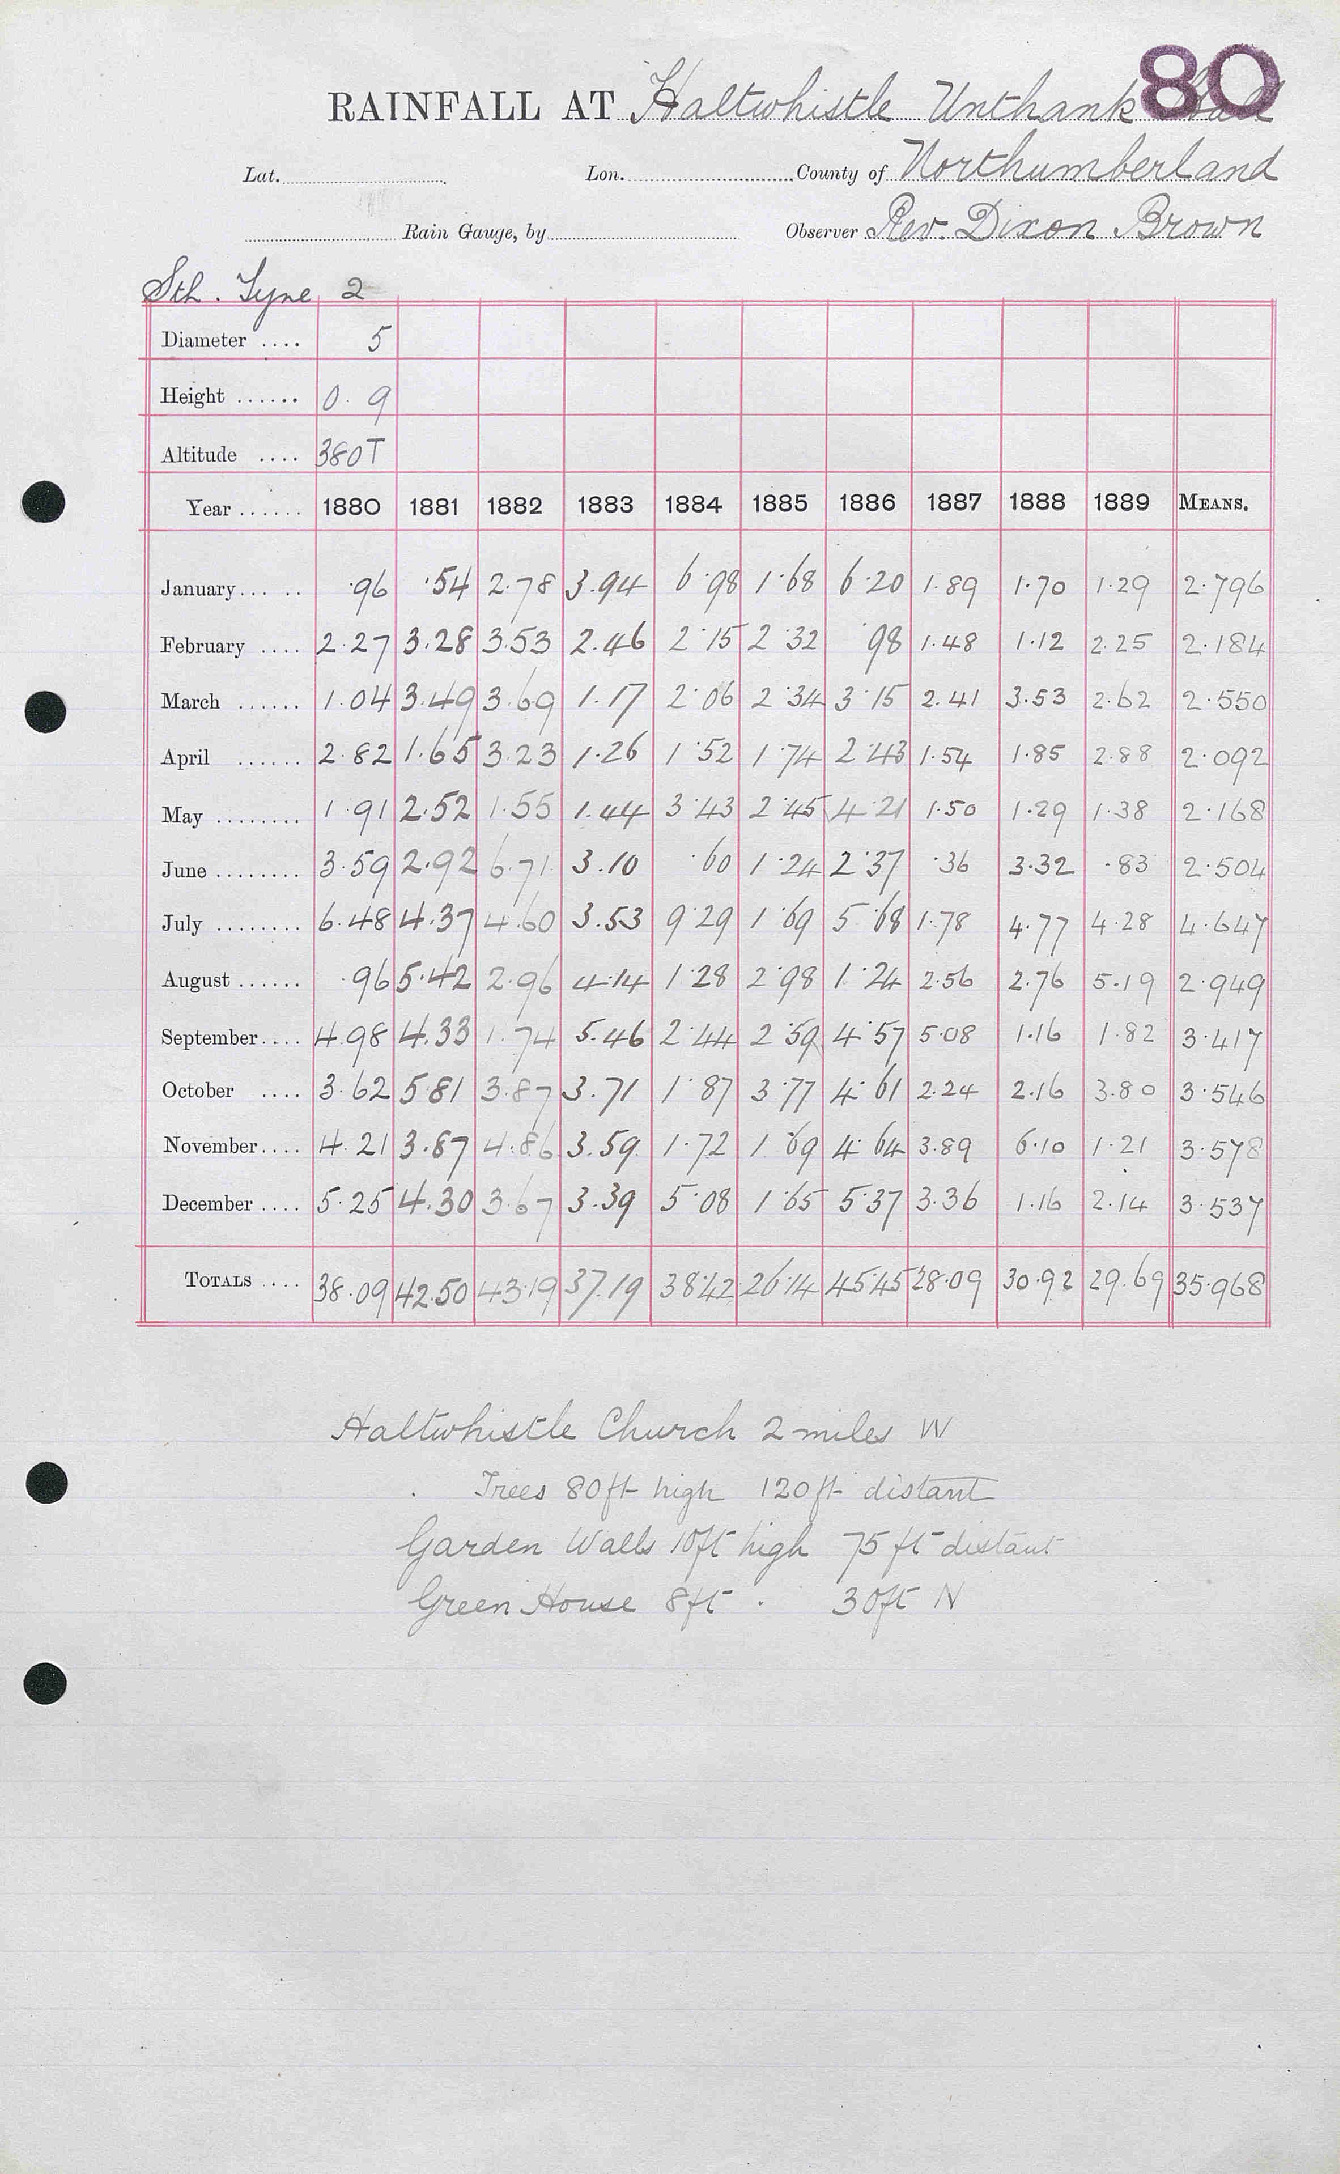 80
RAINFALL AT Haltwhistle Unthank Hall
Lat. Lon. County of Northumberland
Rain Gauge, by Observer Rev. Dixon Brown
Sth. Tyne 2
Diameter .... 5
Height ...... 0. 9
Altitude .... 380T
Year ...... 1880 1881 1882 1883 1884 1885 1886 1887 1888 1889 MEANS.
January... .. ·96 ·54 2.78 3.94 6·98 1·68 6·20 1.89 1.70 1.29 2.796
February .... 2.27 3.28 3.53 2.46 2·15 2·32 98 1.48 1.12 2.25 2.184
March ...... 1.04 3.49 3.69 1.17 2·06 2·34 3·15 2.41 3.53 2.62 2.550
April ...... 2.82 1.65 3.23 1.26 1·52 1·74 2·43 1.54 1.85 2.88 2.092
May ........ 1.91 2.52 1.55 1.44 3·43 2·45 4·21 1.50 1.29 1.38 2.168
June ........ 3.59 2.92 6.71 3.10 ·60 1·24 2·37 ·36 3.32 ·83 2.504
July ........ 6.48 4.37 4.60 3.53 9·29 1·69 5·68 1.78 4.77 4.28 4.647
August ...... ·96 5.42 2.96 4.14 1·28 2·98 1·24 2.56 2.76 5.19 2.949
September.... 4.98 4.33 1.74 5.46 2·44 2·59 4·57 5.08 1.16 1.82 3.417
October .... 3.62 5.81 3.87 3.71 1·87 3·77 4·61 2.24 2.16 3.80 3.546
November.... 4.21 3.87 4.86 3.59 1·72 1·69 4·64 3.89 6.10 1.21 3.578
December .... 5.25 4.30 3.67 3.39 5·08 1·65 5·37 3.36 1.16 2.14 3.537
TOTALS .... 38.09 42.50 43.19 37.19 38·42 26·14 45·45 28.09 30.92 29.69 35.968
Haltwhistle Church 2 miles W
Trees 80ft high 120ft distant
Garden Walls 10ft high 75 ft distant
Green House 8ft . 30ft N